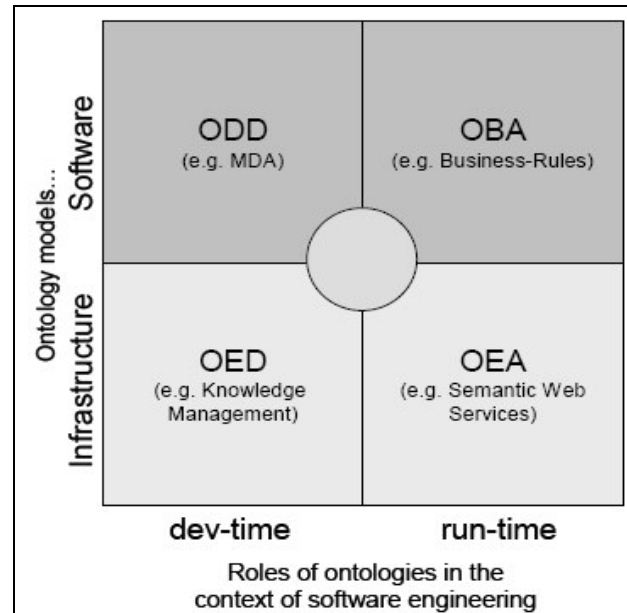 Ontology models...
Software
Infrastructure
ODD
(e.g. MDA)
OBA
(e.g. Business-Rules)
OED
(e.g. Knowledge
Management)
OEA
(e.g. Semantic Web
Services)
dev-time
run-time
Roles of ontologies in the
context of software engineering